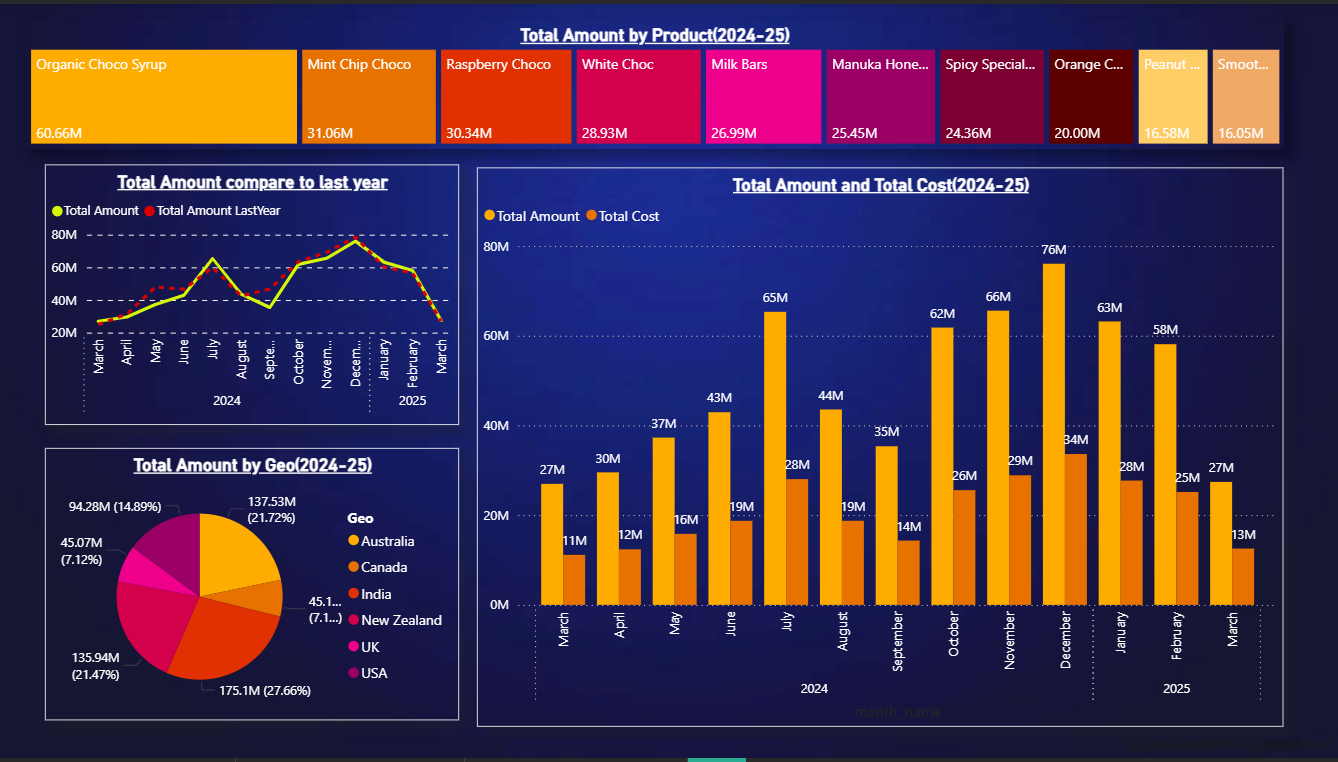 Total Amount by Product(2024-25)
Organic Choco Syrup
60.66M
Mint Chip Choco
31.06M
Raspberry Choco
30.34M
White Choc
28.93M
Milk Bars
26.99M
Manuka Hone...
25.45M
Spicy Special...
24.36M
Orange C...
20.00M
Peanut ...
16.58M
Smoot...
16.05M
Total Amount compare to last year
Total Amount Total Amount LastYear
80M
60M
40M
20M
March April May June July August Septe... October Novem... Decem... January February March
2024 2025
Total Amount by Geo(2024-25)
94.28M (14.89%)
137.53M
(21.72%)
45.07M
(7.12%)
45.1...
(7.1...)
135.94M
(21.47%)
175.1M (27.66%)
Geo
Australia
Canada
India
New Zealand
UK
USA
Total Amount and Total Cost(2024-25)
Total Amount Total Cost
80M
60M
40M
20M
0M
27M 11M 30M 12M 37M 16M 43M 19M 65M 28M 44M 19M 35M 14M 62M 26M 66M 29M 76M 34M 63M 28M 58M 25M 27M 13M
March April May June July August September October November December January February March
2024 2025
month_name